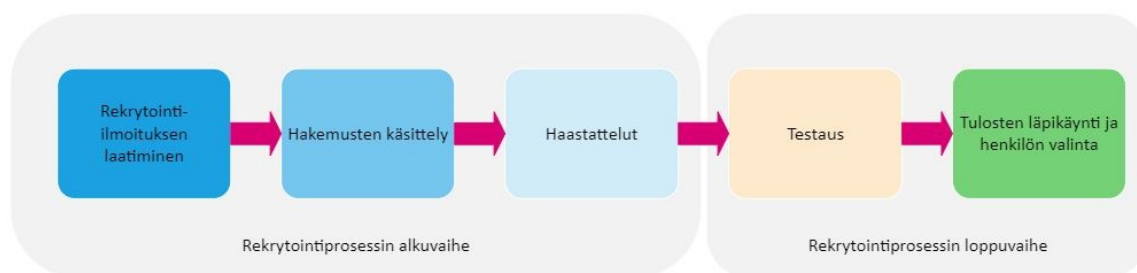 Rekrytointi-
ilmoituksen
laatiminen
Hakemusten käsittely
Haastattelut
Testaus
Tulosten läpikäynti ja
henkilön valinta
Rekrytointiprosessin alkuvaihe
Rekrytointiprosessin loppuvaihe